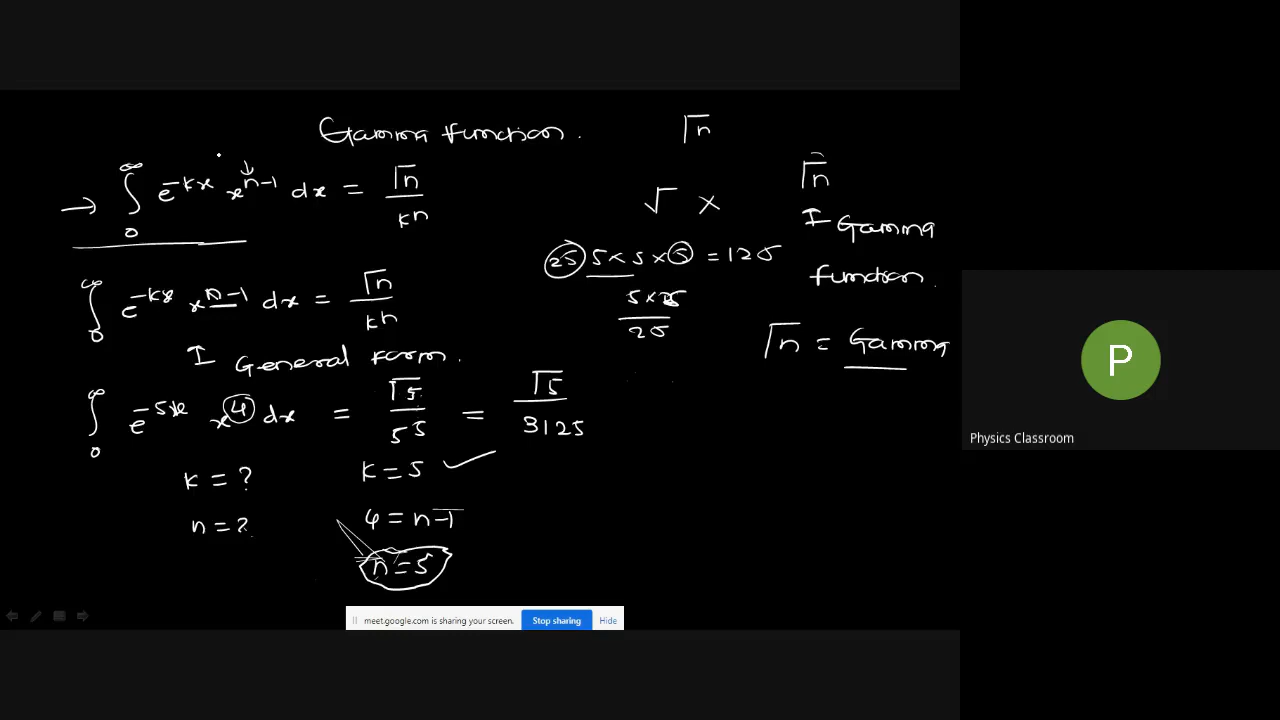 Gamma function.
Γn
→ ∫₀^∞ e^-kx x^n-1 dx = Γn / k^n
∫₀^∞ e^-kx x^n-1 dx = Γn / k^n
I General form.
∫₀^∞ e^-5x x^4 dx = Γ5 / 5^5 = Γ5 / 3125
k = ? k = 5 ✓
n = ? 4 = n-1
n = 5
√ ×
25 5 × 5 × 5 = 125
5 × 25
25
Γn
I Gamma
function.
Γn = Gamma
P
Physics Classroom
meet.google.com is sharing your screen. Stop sharing Hide